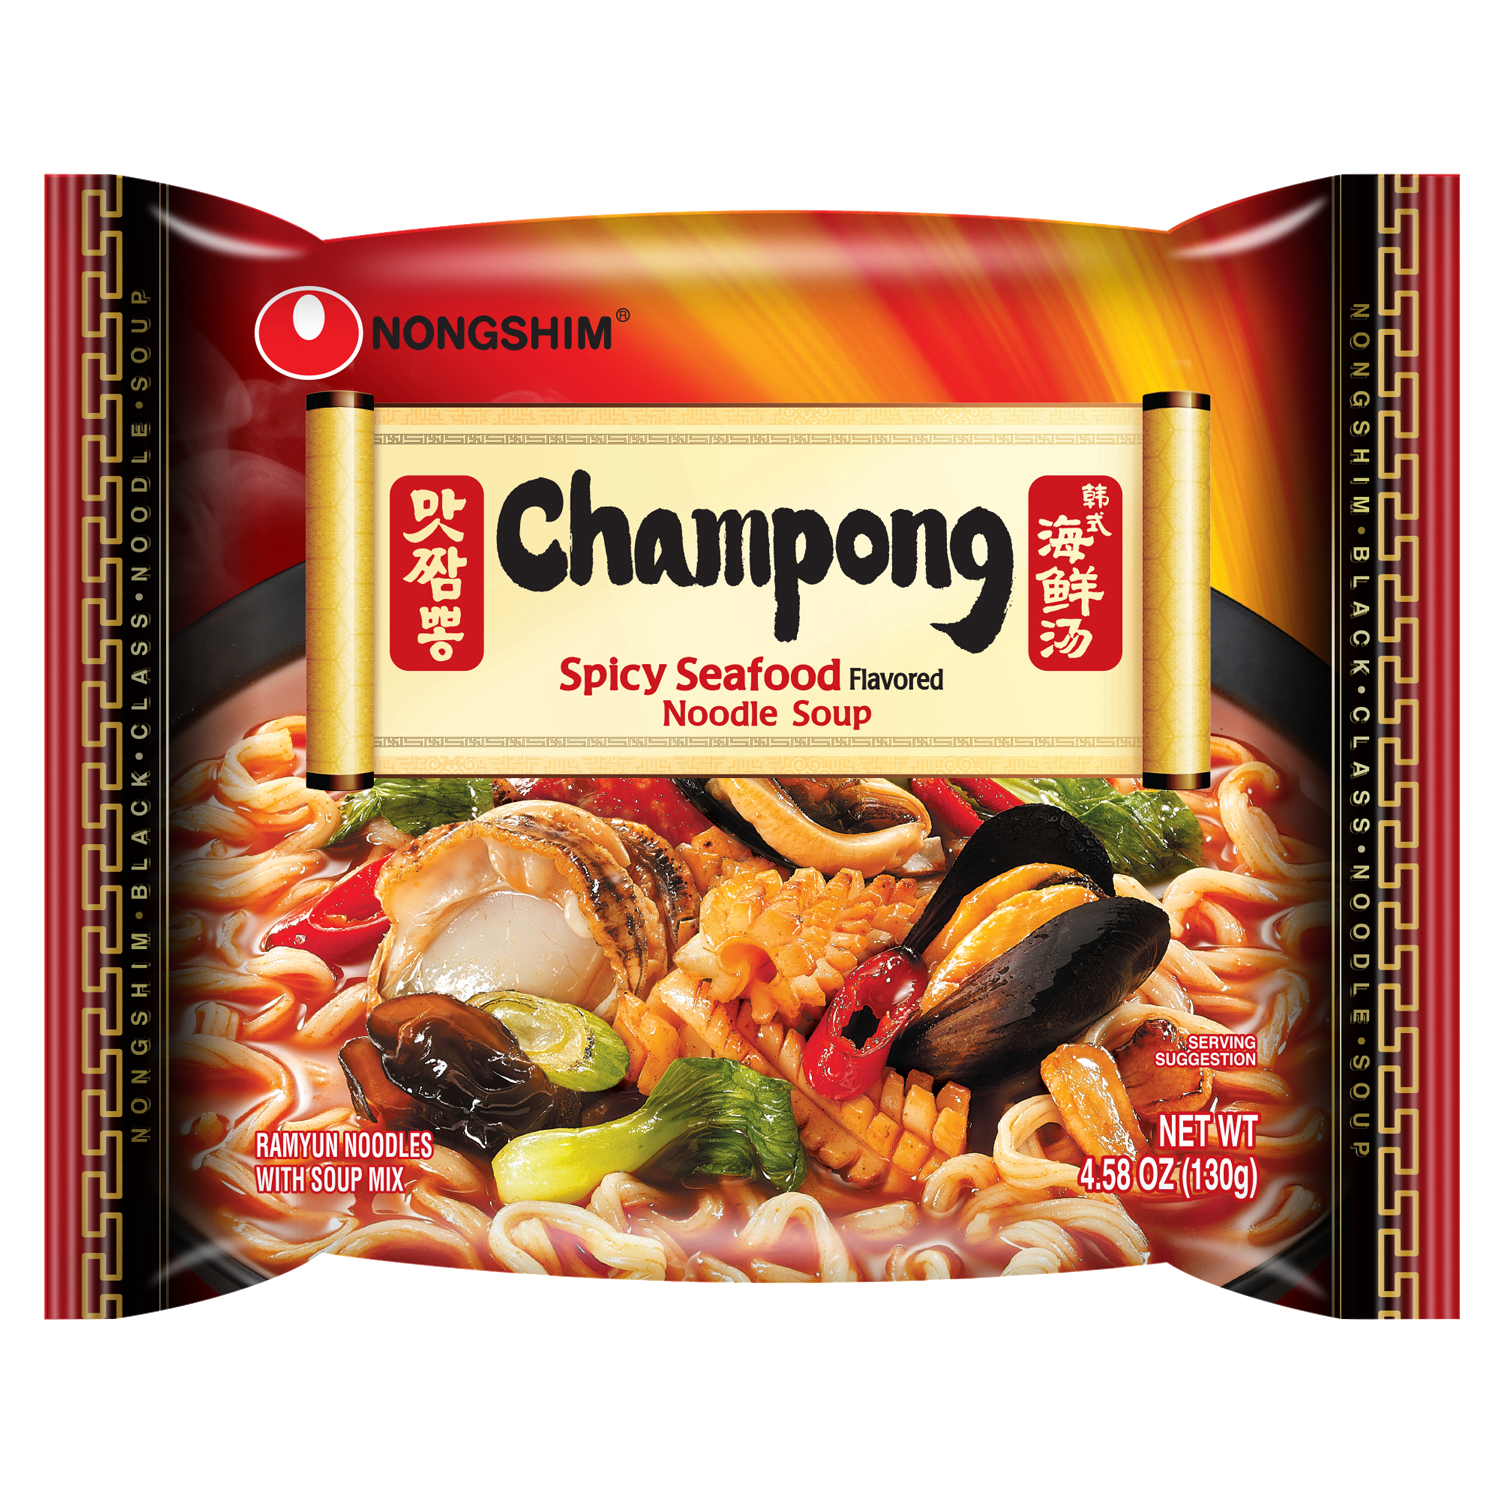 NONGSHIM®
맛짬뽕
Champong
韩式
海鲜汤
Spicy Seafood Flavored
Noodle Soup
SERVING
SUGGESTION
RAMYUN NOODLES
WITH SOUP MIX
NET WT
4.58 OZ (130g)
NONGSHIM•BLACK•CLASS•NOODLE•SOUP
NONGSHIM•BLACK•CLASS•NOODLE•SOUP